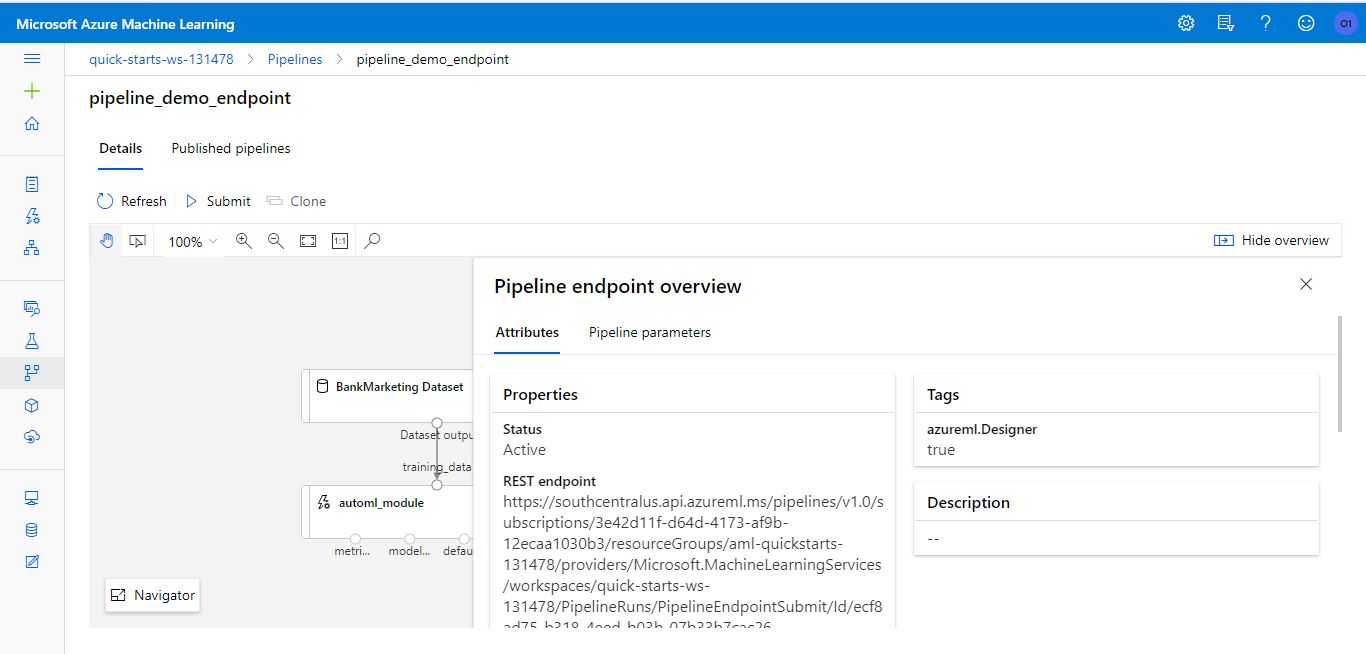 Microsoft Azure Machine Learning
O1
quick-starts-ws-131478 > Pipelines > pipeline_demo_endpoint
pipeline_demo_endpoint
Details Published pipelines
Refresh Submit Clone
100% 1:1 Hide overview
Pipeline endpoint overview
Attributes Pipeline parameters
BankMarketing Dataset
Dataset outpu
training_data
automl_module
metri... model... defau
Navigator
Properties
Status
Active
REST endpoint
https://southcentralus.api.azureml.ms/pipelines/v1.0/s
ubscriptions/3e42d11f-d64d-4173-af9b-
12ecaa1030b3/resourceGroups/aml-quickstarts-
131478/providers/Microsoft.MachineLearningServices
/workspaces/quick-starts-ws-
131478/PipelineRuns/PipelineEndpointSubmit/Id/ecf8
Tags
azureml.Designer
true
Description
--